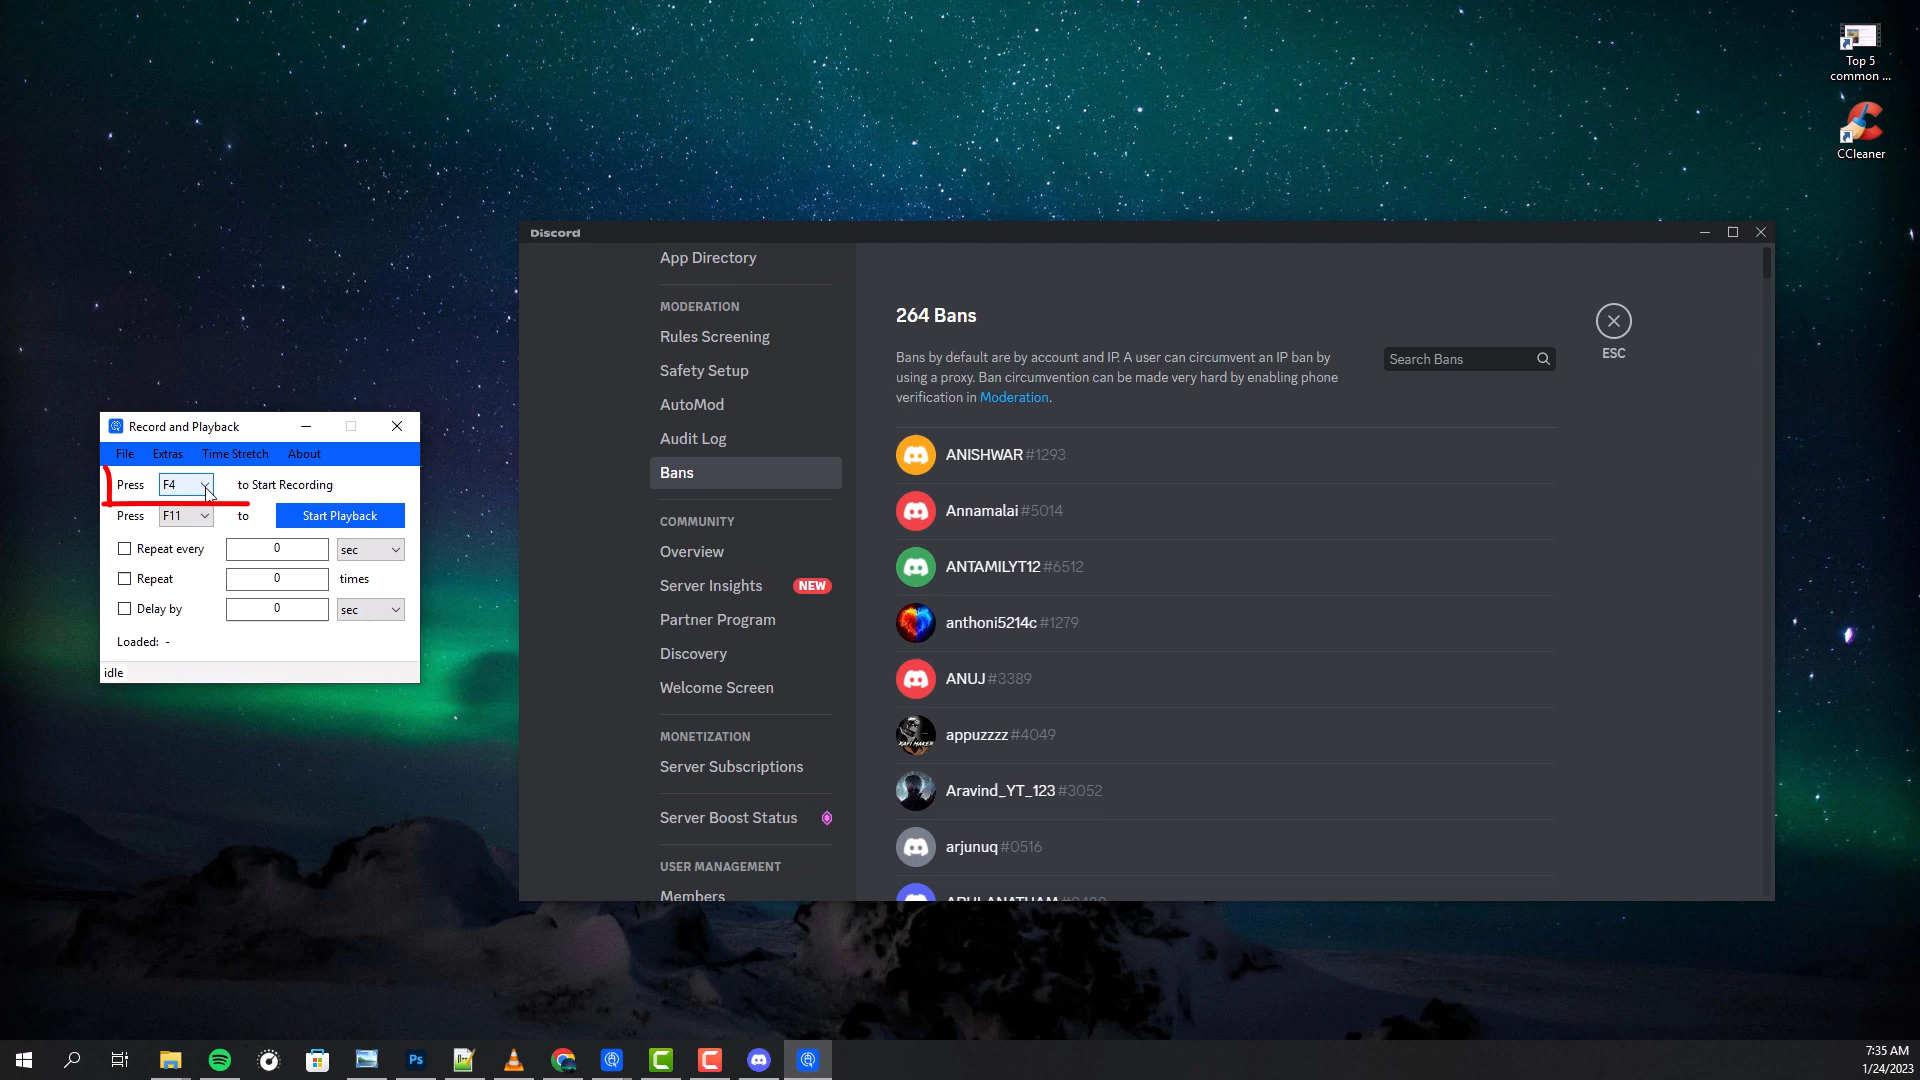 Top 5
common ...
CCleaner
Discord
App Directory
MODERATION
Rules Screening
Safety Setup
AutoMod
Audit Log
Bans
COMMUNITY
Overview
Server Insights NEW
Partner Program
Discovery
Welcome Screen
MONETIZATION
Server Subscriptions
Server Boost Status
USER MANAGEMENT
Members
264 Bans
Bans by default are by account and IP. A user can circumvent an IP ban by
using a proxy. Ban circumvention can be made very hard by enabling phone
verification in Moderation.
Search Bans
ESC
ANISHWAR#1293
Annamalai#5014
ANTAMILYT12#6512
anthoni5214c#1279
ANUJ#3389
appuzzzz#4049
Aravind_YT_123#3052
arjunuq#0516
Record and Playback
File Extras Time Stretch About
Press F4 to Start Recording
Press F11 to Start Playback
Repeat every 0 sec
Repeat 0 times
Delay by 0 sec
Loaded: -
idle
Ps
7:35 AM
1/24/2023